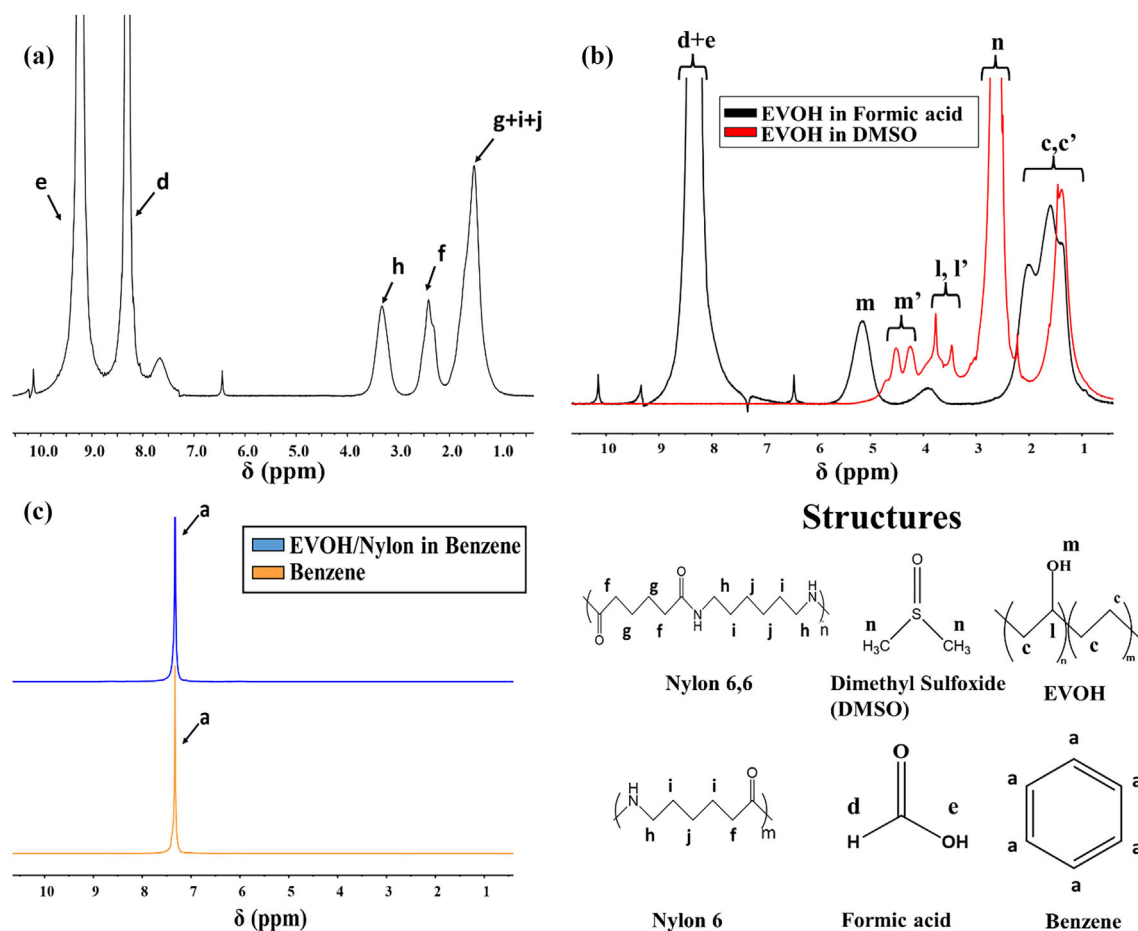 (a)
e
d
g+i+j
h
f
10.0 9.0 8.0 7.0 6.0 5.0 4.0 3.0 2.0 1.0
δ (ppm)
(b)
d+e
n
EVOH in Formic acid
EVOH in DMSO
c,c’
l, l’
m
m’
10 9 8 7 6 5 4 3 2 1
δ (ppm)
(c)
a
EVOH/Nylon in Benzene
Benzene
a
10 9 8 7 6 5 4 3 2 1
δ (ppm)
Structures
O
H
N
f g h j i
O
N
H
g f i j h
n
Nylon 6,6
O
S
n n
H₃C CH₃
Dimethyl Sulfoxide
(DMSO)
m
OH
c
c l c
n m
EVOH
H
N
O
i i
h j f
m
Nylon 6
O
d e
H OH
Formic acid
a
a a
a a
a
Benzene